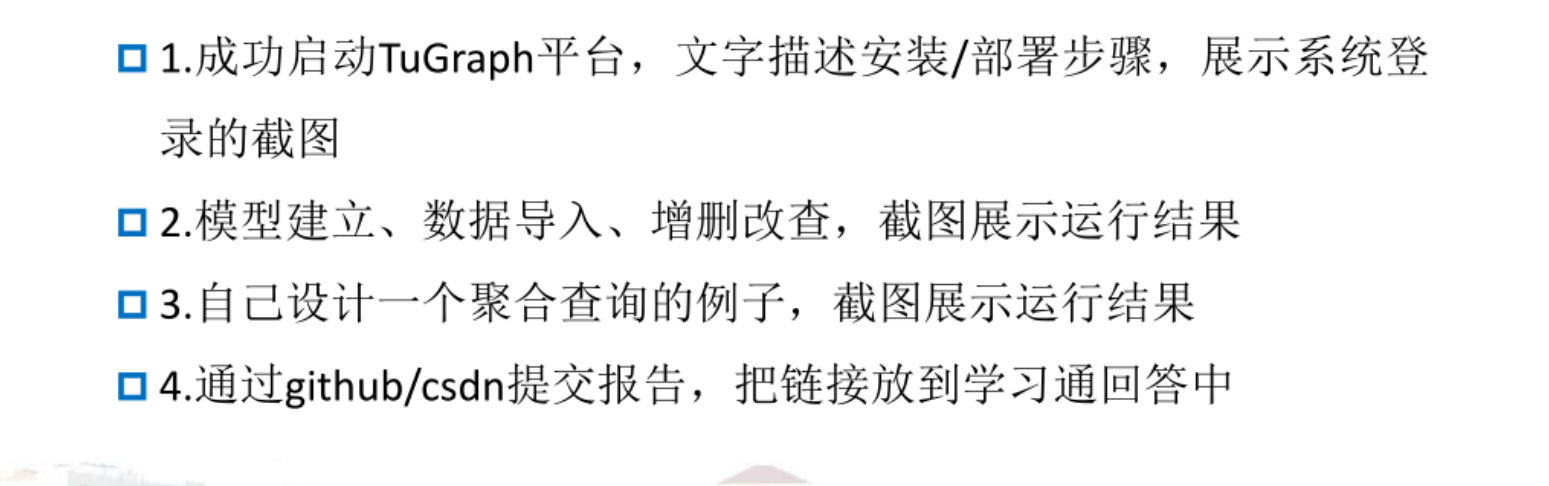 1.成功启动TuGraph平台，文字描述安装/部署步骤，展示系统登
录的截图
2.模型建立、数据导入、增删改查，截图展示运行结果
3.自己设计一个聚合查询的例子，截图展示运行结果
4.通过github/csdn提交报告，把链接放到学习通回答中